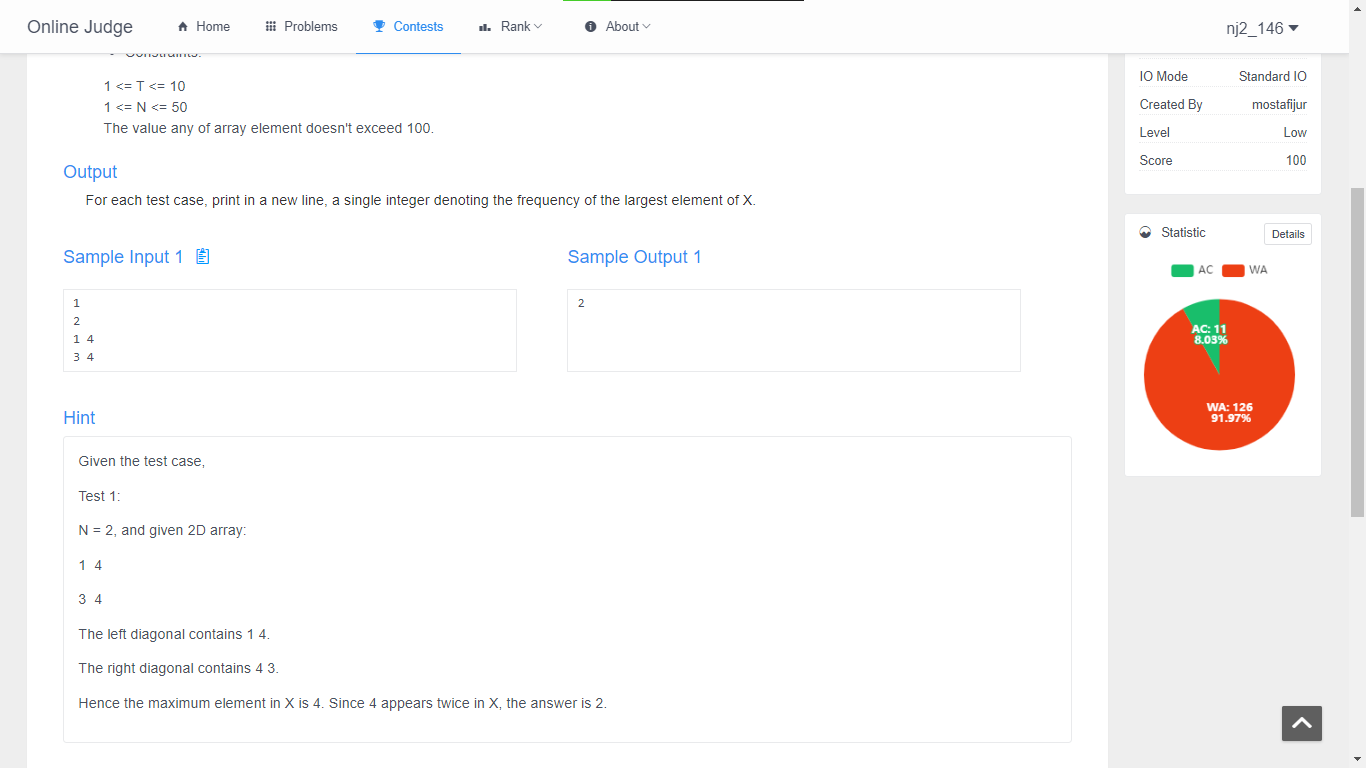 Online Judge
Home
Problems
Contests
Rank
About
nj2_146
Constraints:
1 <= T <= 10
1 <= N <= 50
The value any of array element doesn't exceed 100.
Output
For each test case, print in a new line, a single integer denoting the frequency of the largest element of X.
Sample Input 1
1
2
1 4
3 4
Sample Output 1
2
Hint
Given the test case,
Test 1:
N = 2, and given 2D array:
1 4
3 4
The left diagonal contains 1 4.
The right diagonal contains 4 3.
Hence the maximum element in X is 4. Since 4 appears twice in X, the answer is 2.
IO Mode Standard IO
Created By mostafijur
Level Low
Score 100
Statistic
Details
AC WA
AC: 11
8.03%
WA: 126
91.97%